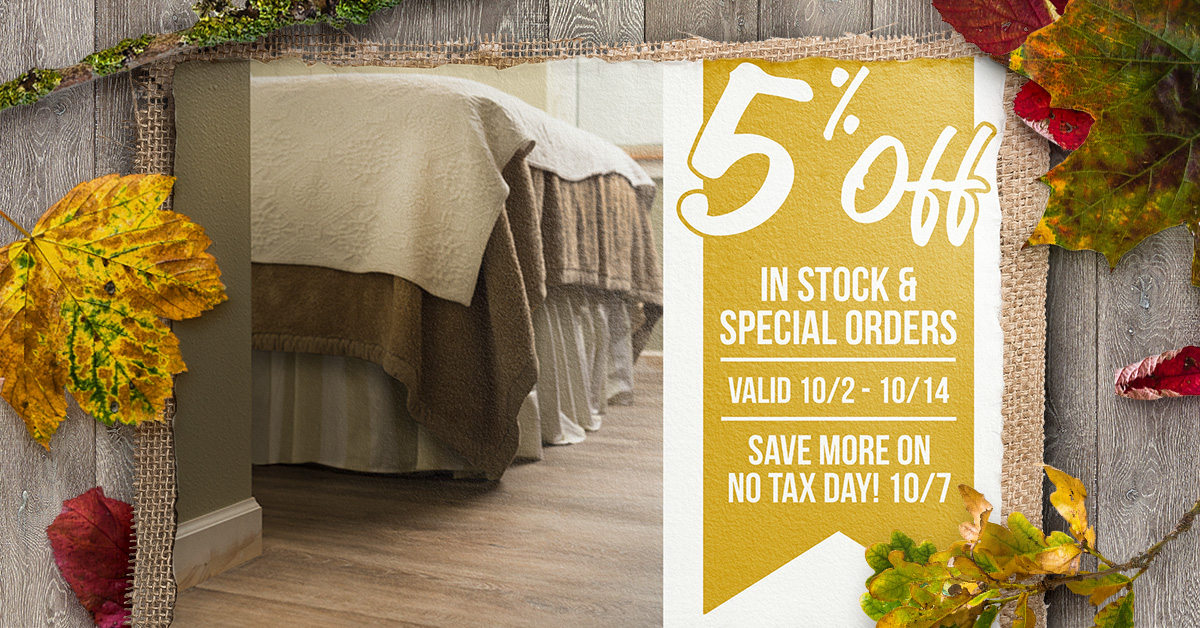 5% Off
IN STOCK &
SPECIAL ORDERS
VALID 10/2 - 10/14
SAVE MORE ON
NO TAX DAY! 10/7